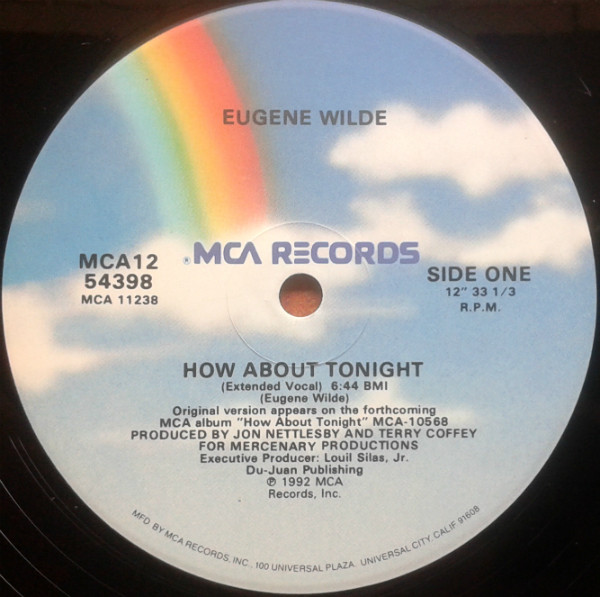 EUGENE WILDE
® MCA RECORDS
MCA12
54398
MCA 11238
SIDE ONE
12" 33 1/3
R.P.M.
HOW ABOUT TONIGHT
(Extended Vocal) 6:44 BMI
(Eugene Wilde)
Original version appears on the forthcoming
MCA album "How About Tonight" MCA-10568
PRODUCED BY JON NETTLESBY AND TERRY COFFEY
FOR MERCENARY PRODUCTIONS
Executive Producer: Louil Silas, Jr.
Du-Juan Publishing
℗ 1992 MCA
Records, Inc.
MFD. BY MCA RECORDS, INC., 100 UNIVERSAL PLAZA, UNIVERSAL CITY, CALIF. 91608